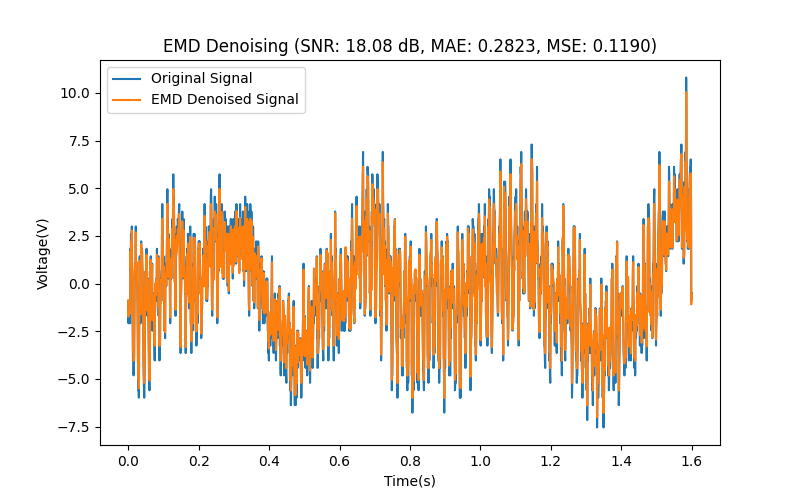 EMD Denoising (SNR: 18.08 dB, MAE: 0.2823, MSE: 0.1190)
Original Signal
EMD Denoised Signal
10.0
7.5
5.0
2.5
0.0
−2.5
−5.0
−7.5
Voltage(V)
0.0 0.2 0.4 0.6 0.8 1.0 1.2 1.4 1.6
Time(s)